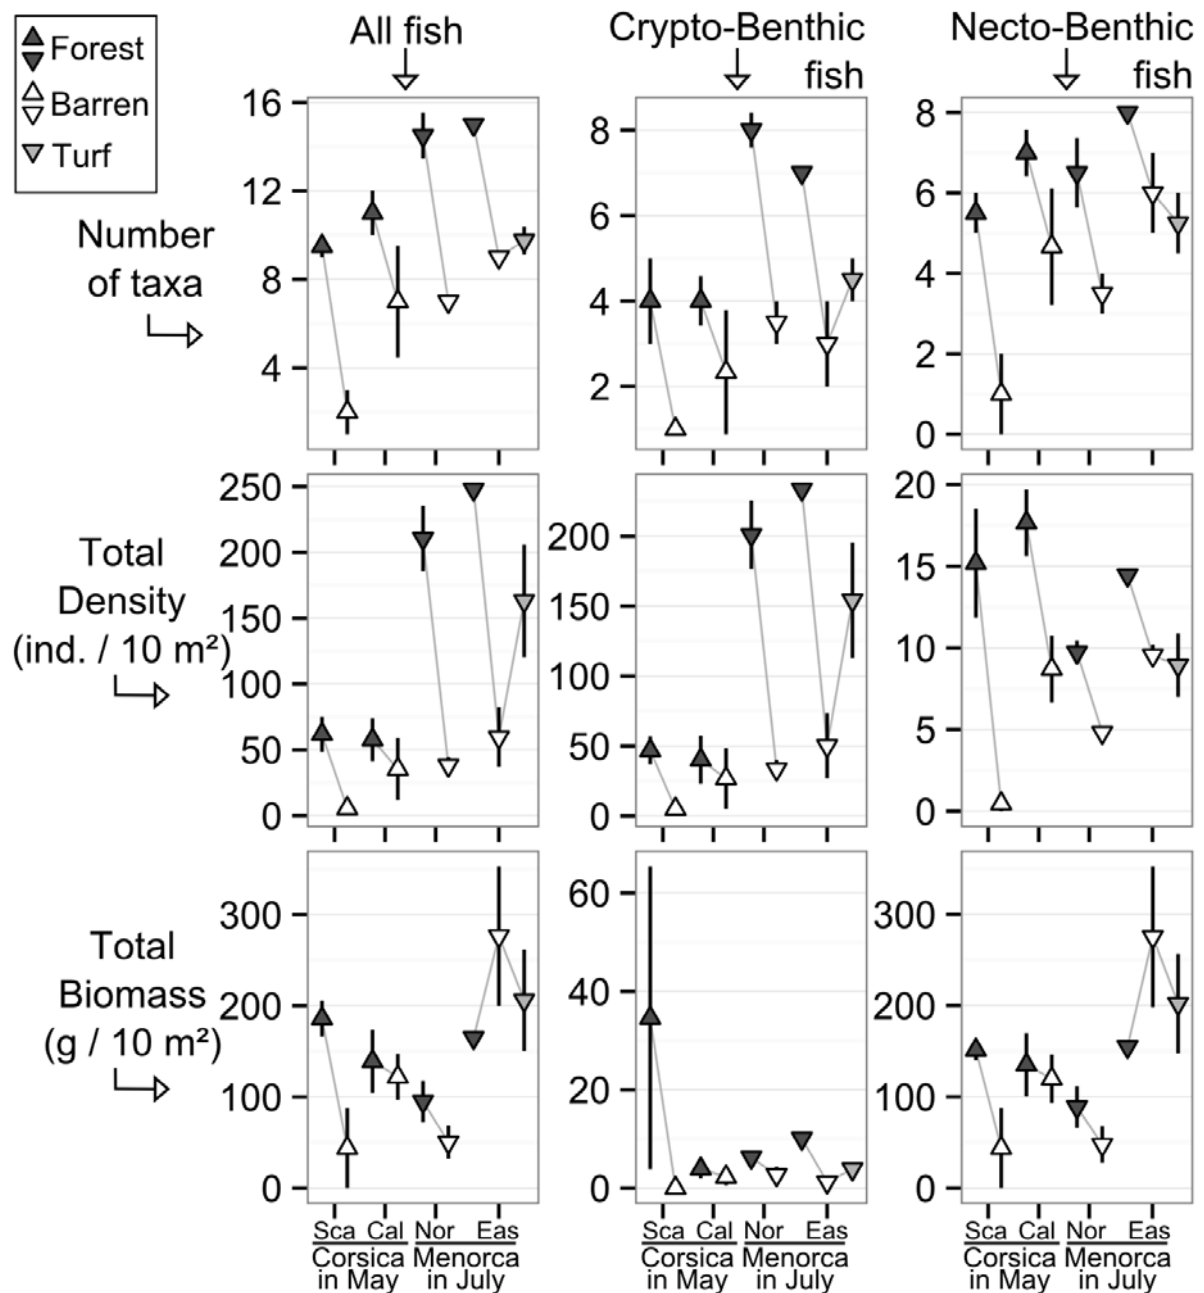 Forest
Barren
Turf
All fish
Crypto-Benthic
fish
Necto-Benthic
fish
Number
of taxa
16
12
8
4
8
6
4
2
8
6
4
2
0
Total
Density
(ind. / 10 m²)
250
200
150
100
50
0
200
150
100
50
0
20
15
10
5
0
Total
Biomass
(g / 10 m²)
300
200
100
0
60
40
20
0
300
200
100
0
Sca Cal Nor Eas
Corsica Menorca
in May in July
Sca Cal Nor Eas
Corsica Menorca
in May in July
Sca Cal Nor Eas
Corsica Menorca
in May in July